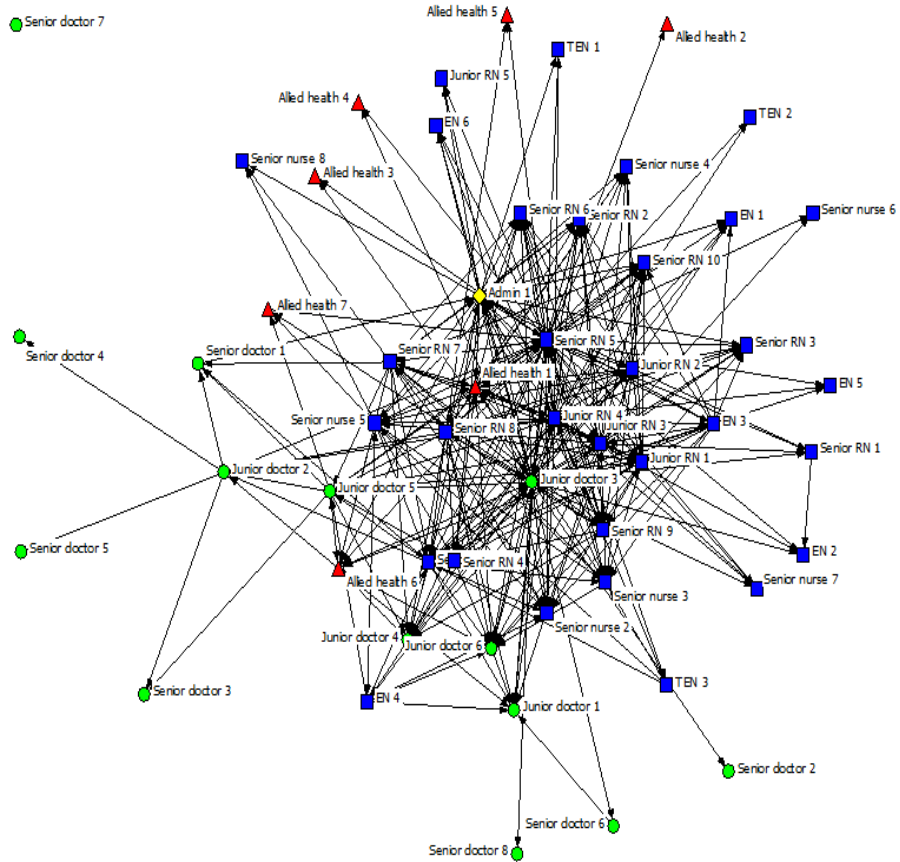 Senior doctor 7
Allied health 5
Allied health 2
TEN 1
Junior RN 5
Allied health 4
TEN 2
EN 6
Senior nurse 8
Senior nurse 4
Allied health 3
Senior RN 6
Senior RN 2
EN 1
Senior nurse 6
Senior RN 10
Admin 1
Allied health 7
Senior RN 5
Senior RN 3
Senior doctor 4
Senior doctor 1
Senior RN 7
Allied health 1
Junior RN 2
EN 5
Senior nurse 5
Senior RN 8
Junior RN 4
Junior RN 3
EN 3
Senior RN 1
Junior RN 1
Junior doctor 2
Junior doctor 5
Junior doctor 3
Senior RN 9
Senior doctor 5
EN 2
Senior RN 4
Allied health 6
Senior nurse 7
Senior nurse 3
Senior nurse 2
Junior doctor 4
Junior doctor 6
TEN 3
Senior doctor 3
EN 4
Junior doctor 1
Senior doctor 2
Senior doctor 6
Senior doctor 8